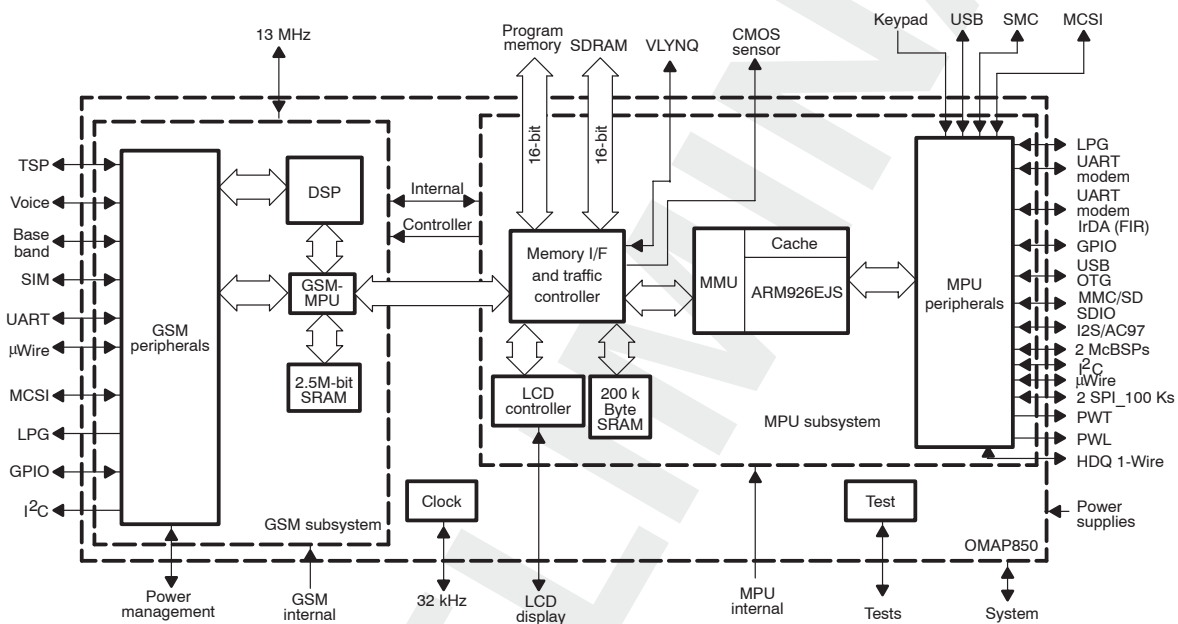 Keypad
USB
SMC
MCSI
13 MHz
Program
memory
SDRAM
VLYNQ
CMOS
sensor
16-bit
16-bit
TSP
Voice
Base
band
SIM
UART
µWire
MCSI
LPG
GPIO
I2C
GSM
peripherals
DSP
GSM-
MPU
2.5M-bit
SRAM
GSM subsystem
Internal
Controller
Memory I/F
and traffic
controller
MMU
Cache
ARM926EJS
LCD
controller
200 k
Byte
SRAM
MPU subsystem
MPU
peripherals
LPG
UART
modem
UART
modem
IrDA (FIR)
GPIO
USB
OTG
MMC/SD
SDIO
I2S/AC97
2 McBSPs
I2C
µWire
2 SPI_100 Ks
PWT
PWL
HDQ 1-Wire
Clock
Test
Power
supplies
OMAP850
Power
management
GSM
internal
32 kHz
LCD
display
MPU
internal
Tests
System